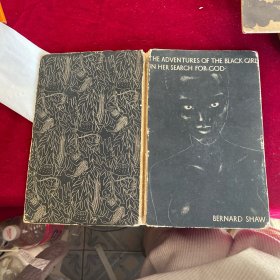 THE ADVENTURES OF THE BLACK GIRL
IN HER SEARCH FOR GOD
BERNARD SHAW